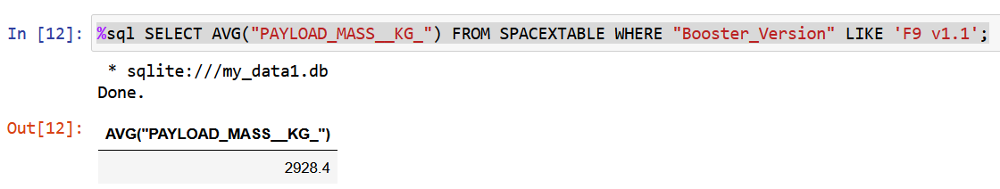 In [12]: %sql SELECT AVG("PAYLOAD_MASS__KG_") FROM SPACEXTABLE WHERE "Booster_Version" LIKE 'F9 v1.1';
* sqlite:///my_data1.db
Done.
Out[12]:
AVG("PAYLOAD_MASS__KG_")
2928.4